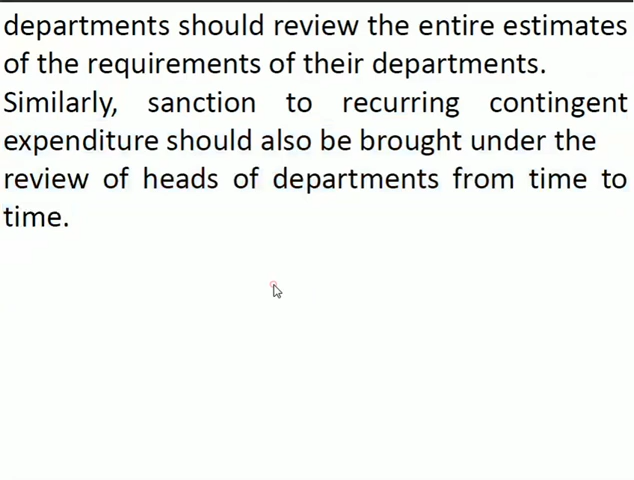 departments should review the entire estimates
of the requirements of their departments.
Similarly, sanction to recurring contingent
expenditure should also be brought under the
review of heads of departments from time to
time.